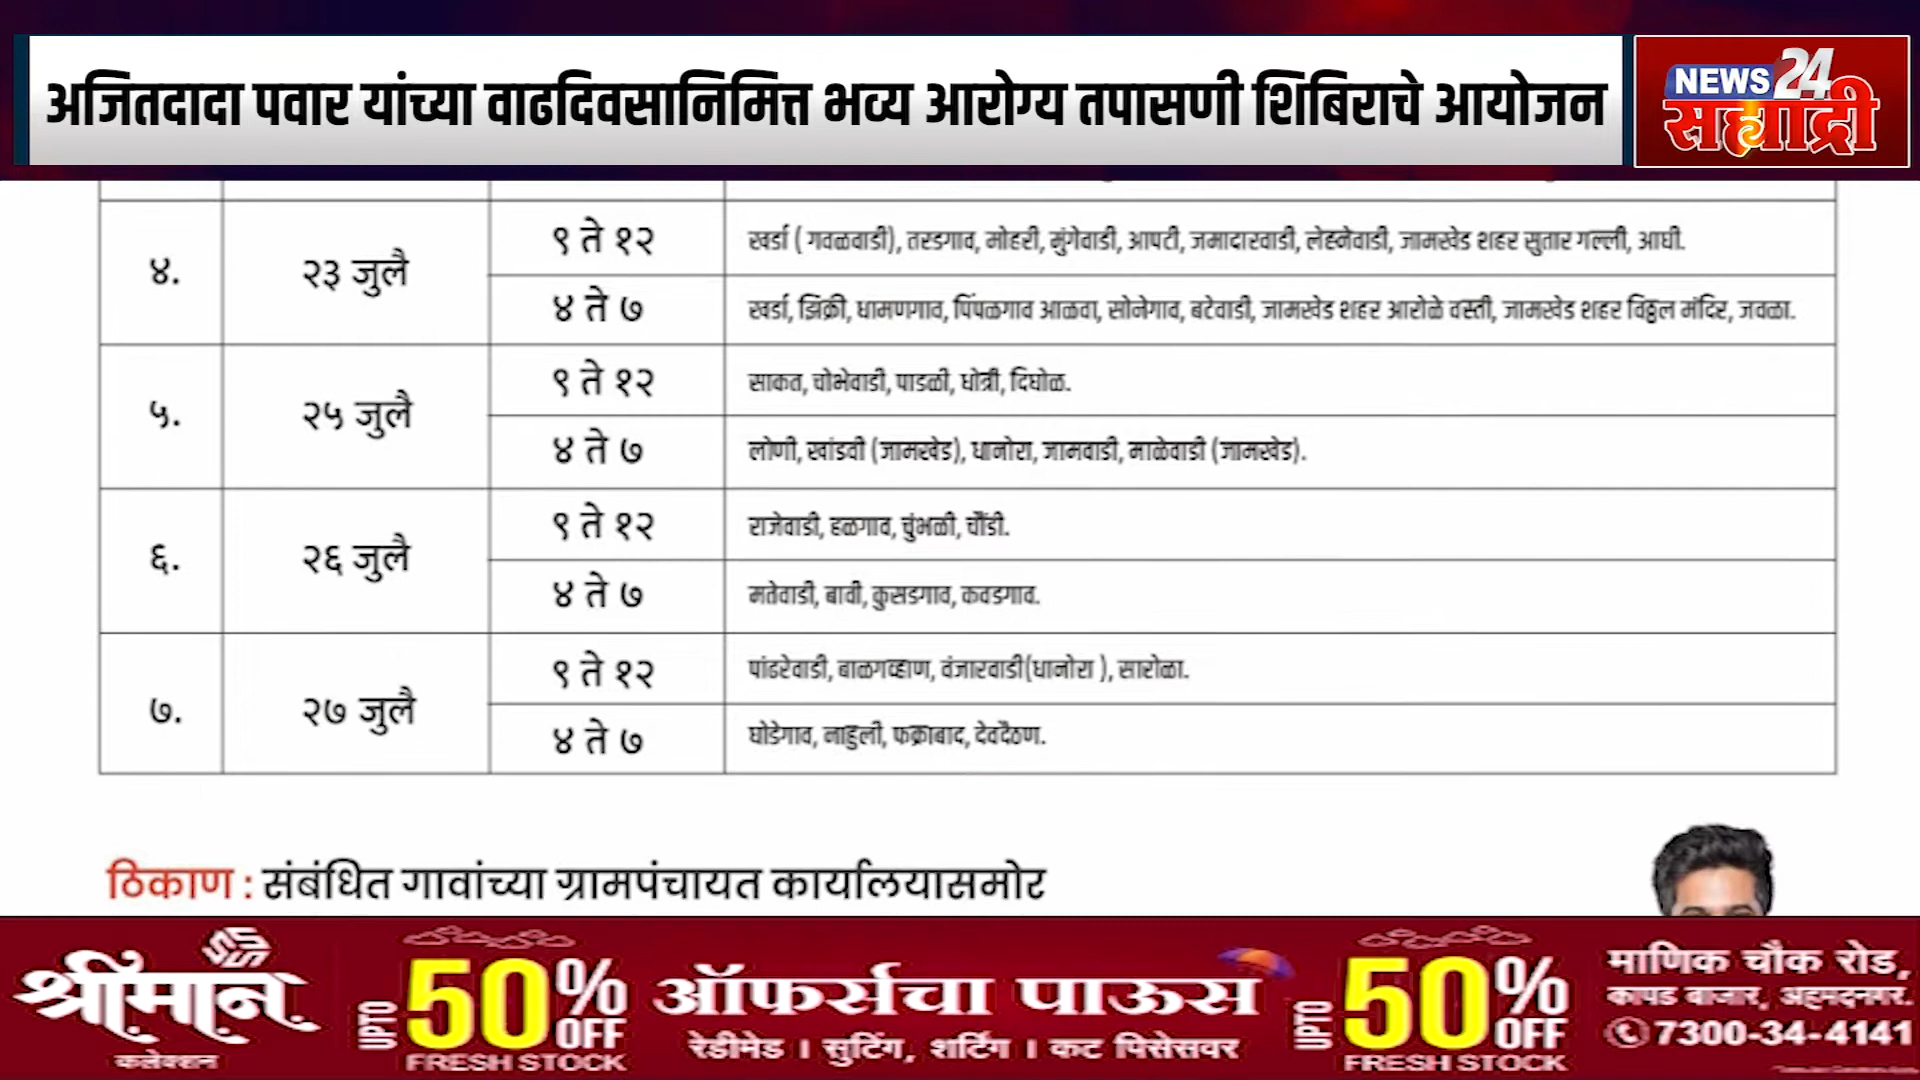 अजितदादा पवार यांच्या वाढदिवसानिमित्त भव्य आरोग्य तपासणी शिबिराचे आयोजन
NEWS 24
सह्याद्री
४. २३ जुलै ९ ते १२ खर्डा ( गवळवाडी), तरडगाव, मोहरी, मुंगेवाडी, आपटी, जमादारवाडी, लेहनेवाडी, जामखेड शहर सुतार गल्ली, आघी.
४ ते ७ खर्डा, झिक्री, धामणगाव, पिंपळगाव आळवा, सोनेगाव, बटेवाडी, जामखेड शहर आरोळे वस्ती, जामखेड शहर विठ्ठल मंदिर, जवळा.
५. २५ जुलै ९ ते १२ साकत, चोभेवाडी, पाडळी, धोत्री, दिघोळ.
४ ते ७ लोणी, खांडवी (जामखेड), धानोरा, जामवाडी, माळेवाडी (जामखेड).
६. २६ जुलै ९ ते १२ राजेवाडी, हळगाव, चुंभळी, चौंडी.
४ ते ७ मतेवाडी, बावी, कुसडगाव, कवडगाव.
७. २७ जुलै ९ ते १२ पांढरेवाडी, बाळगव्हाण, वंजारवाडी(धानोरा ), सारोळा.
४ ते ७ घोडेगाव, नाहुली, फक्राबाद, देवदैठण.
ठिकाण : संबंधित गावांच्या ग्रामपंचायत कार्यालियासमोर
श्रीमान
कलेक्शन
UPTO 50% OFF
FRESH STOCK
ऑफर्सचा पाऊस
रेडीमेड । सुटिंग, शर्टिंग । कट पिसेसवर
UPTO 50% OFF
FRESH STOCK
माणिक चौक रोड,
कापड बाजार, अहमदनगर.
7300-34-4141